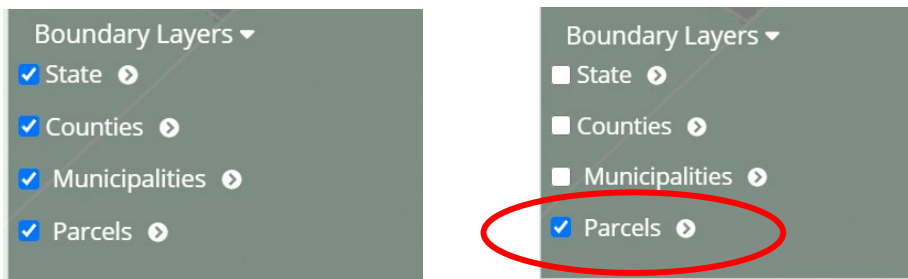 Boundary Layers
State
Counties
Municipalities
Parcels
Boundary Layers
State
Counties
Municipalities
Parcels